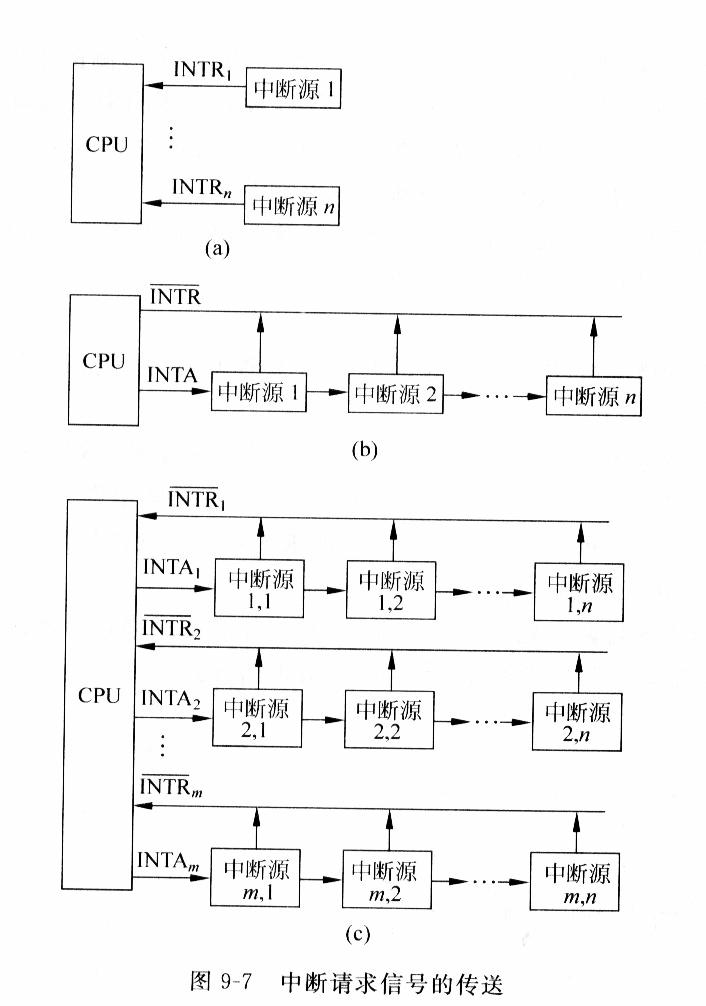 INTR₁
中断源 1
CPU
⋮
INTRₙ
中断源 n
(a)
I̅N̅T̅R̅
CPU
INTA
中断源 1
中断源 2
···
中断源 n
(b)
I̅N̅T̅R̅₁
INTA₁
中断源
1,1
中断源
1,2
···
中断源
1,n
I̅N̅T̅R̅₂
CPU
INTA₂
中断源
2,1
中断源
2,2
···
中断源
2,n
⋮
I̅N̅T̅R̅ₘ
INTAₘ
中断源
m,1
中断源
m,2
···
中断源
m,n
(c)
图 9-7 中断请求信号的传送